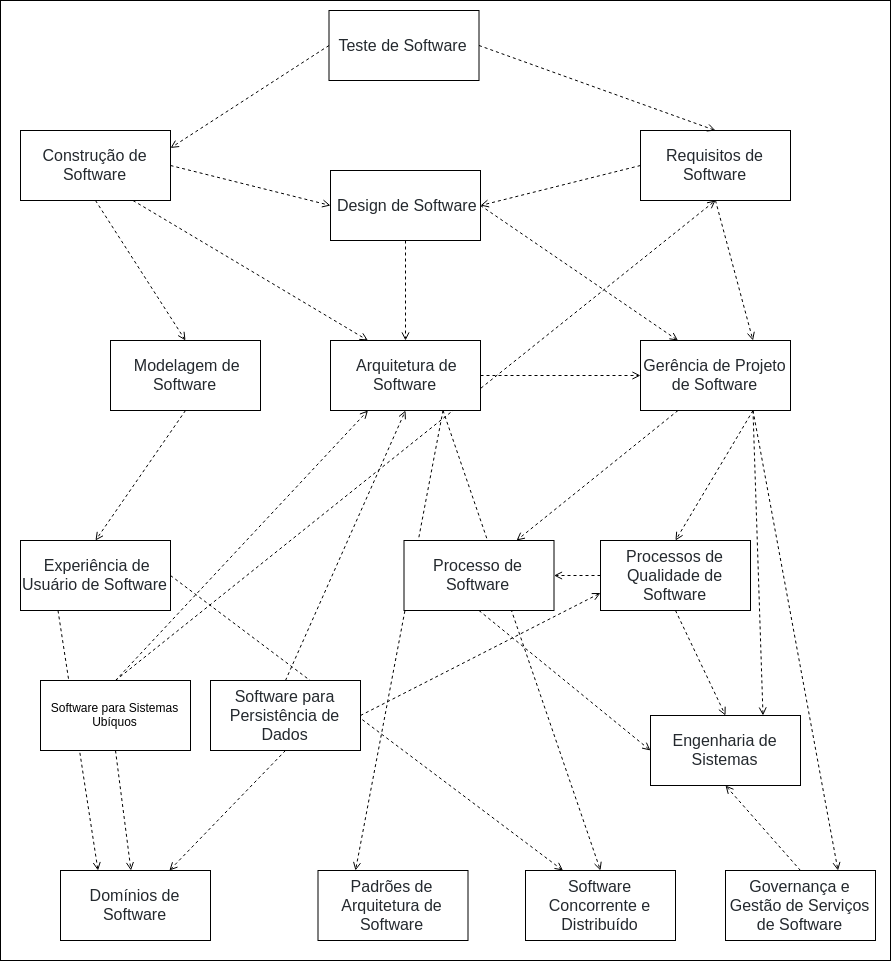 Teste de Software
Construção de
Software
Requisitos de
Software
Design de Software
Modelagem de
Software
Arquitetura de
Software
Gerência de Projeto
de Software
Experiência de
Usuário de Software
Processo de
Software
Processos de
Qualidade de
Software
Software para Sistemas
Ubíquos
Software para
Persistência de
Dados
Engenharia de
Sistemas
Domínios de
Software
Padrões de
Arquitetura de
Software
Software
Concorrente e
Distribuído
Governança e
Gestão de Serviços
de Software